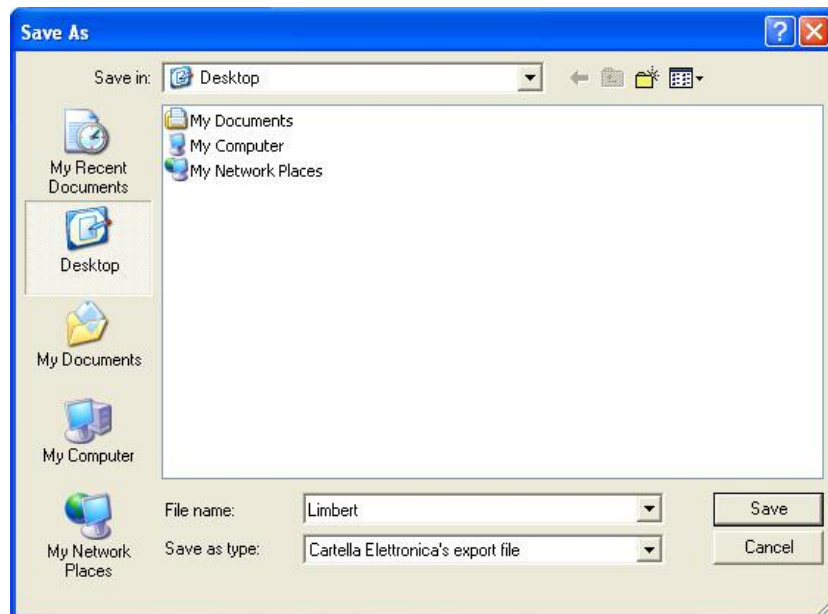 Save As
Save in:
Desktop
My Recent
Documents
Desktop
My Documents
My Computer
My Network
Places
My Documents
My Computer
My Network Places
File name:
Limbert
Save
Save as type:
Cartella Elettronica's export file
Cancel